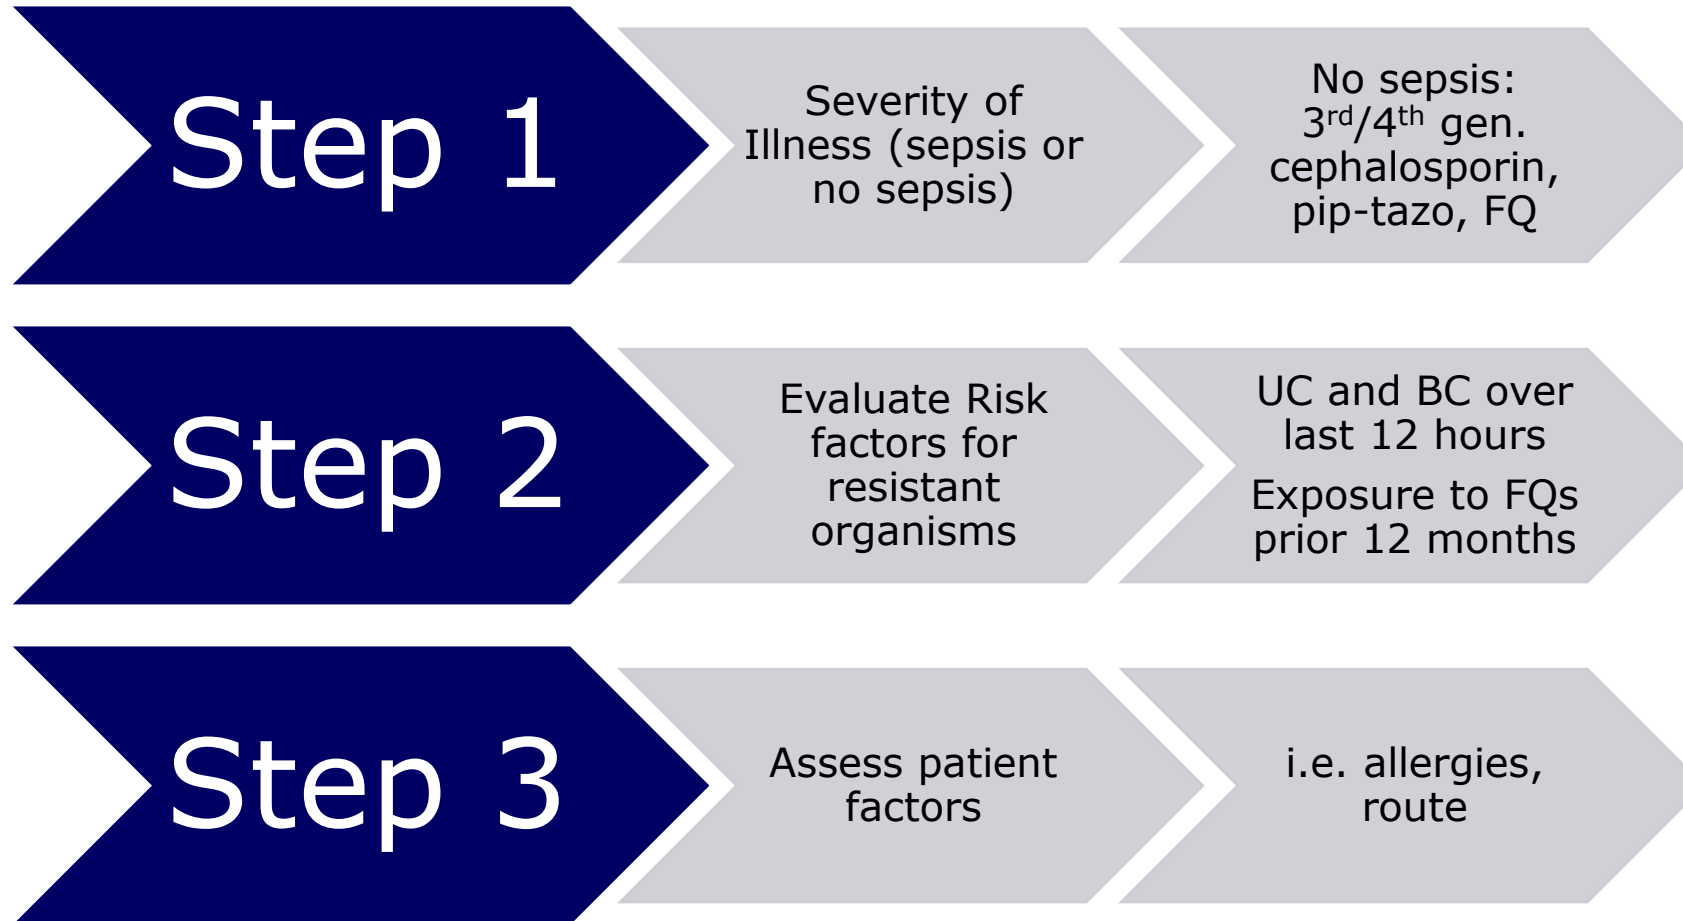 Step 1
Severity of
Illness (sepsis or
no sepsis)
No sepsis:
3rd/4th gen.
cephalosporin,
pip-tazo, FQ
Step 2
Evaluate Risk
factors for
resistant
organisms
UC and BC over
last 12 hours
Exposure to FQs
prior 12 months
Step 3
Assess patient
factors
i.e. allergies,
route